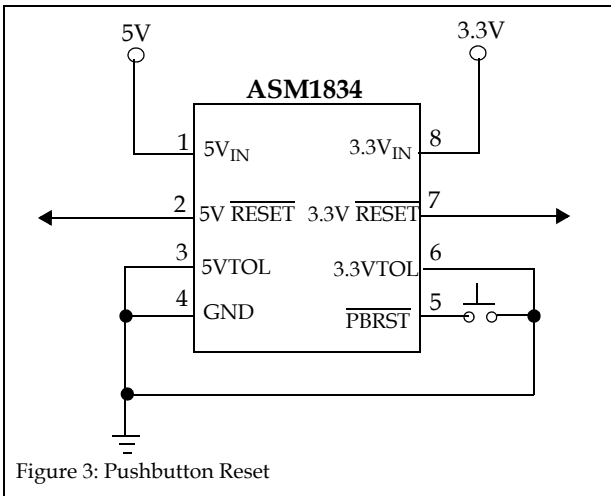 5V 3.3V
ASM1834
1 5VIN 3.3VIN 8
2 5V RESET 3.3V RESET 7
3 5VTOL 3.3VTOL 6
4 GND PBRST 5
Figure 3: Pushbutton Reset